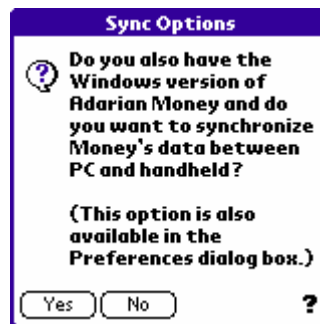 Sync Options
Do you also have the
Windows version of
Adarian Money and do
you want to synchronize
Money's data between
PC and handheld?
(This option is also
available in the
Preferences dialog box.)
Yes No ?